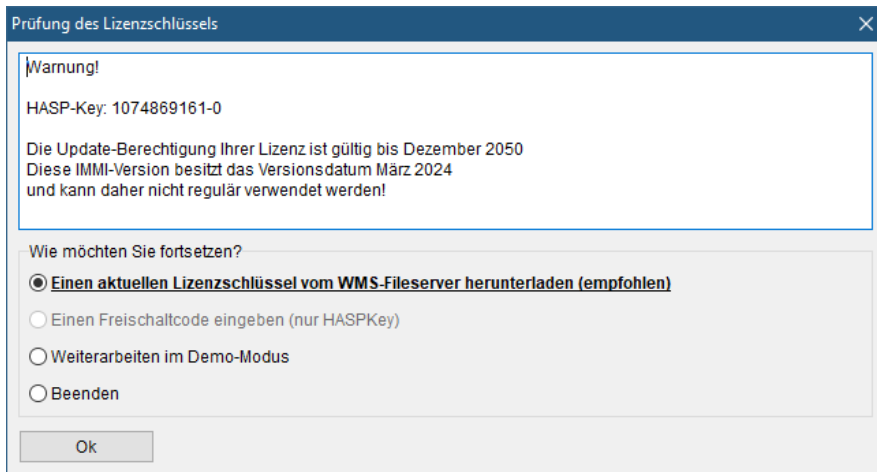 Prüfung des Lizenzschlüssels
Warnung!
HASP-Key: 1074869161-0
Die Update-Berechtigung Ihrer Lizenz ist gültig bis Dezember 2050
Diese IMMI-Version besitzt das Versionsdatum März 2024
und kann daher nicht regulär verwendet werden!
Wie möchten Sie fortsetzen?
Einen aktuellen Lizenzschlüssel vom WMS-Fileserver herunterladen (empfohlen)
Einen Freischaltcode eingeben (nur HASPKey)
Weiterarbeiten im Demo-Modus
Beenden
Ok